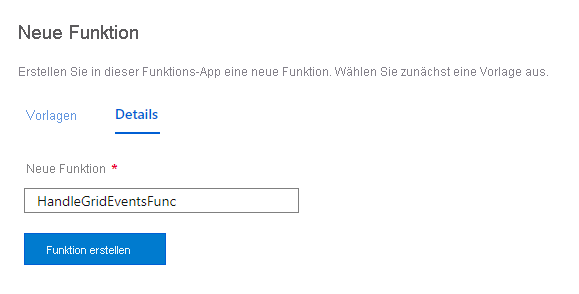 Neue Funktion
Erstellen Sie in dieser Funktions-App eine neue Funktion. Wählen Sie zunächst eine Vorlage aus.
Vorlagen Details
Neue Funktion *
HandleGridEventsFunc
Funktion erstellen